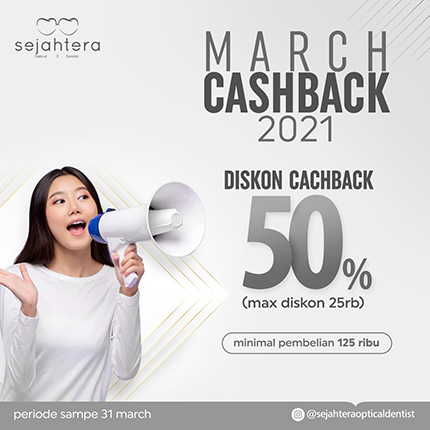 sejahtera
Optical | Dentist
MARCH
CASHBACK
2021
DISKON CACHBACK
50%
(max diskon 25rb)
minimal pembelian 125 ribu
periode sampe 31 march
@sejahteraopticaldentist